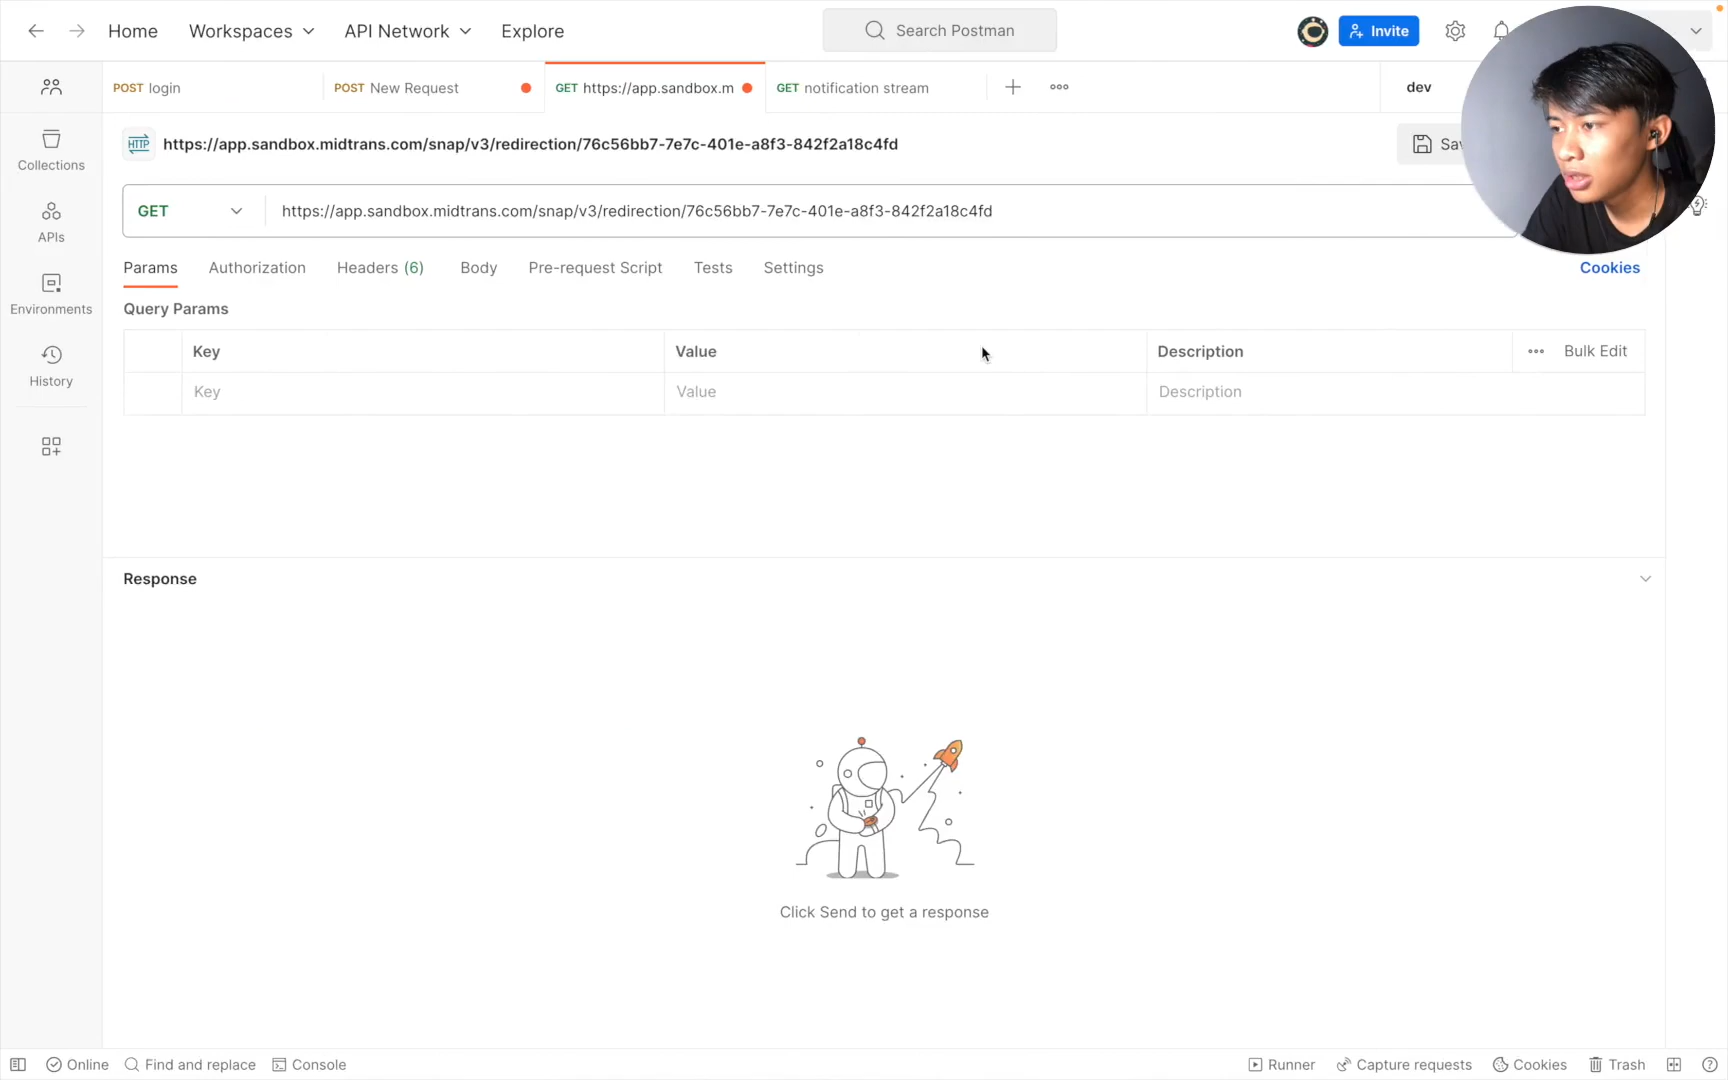 Home
Workspaces
API Network
Explore
Search Postman
Invite
POST login
POST New Request
GET https://app.sandbox.m
GET notification stream
dev
HTTP
https://app.sandbox.midtrans.com/snap/v3/redirection/76c56bb7-7e7c-401e-a8f3-842f2a18c4fd
Sav
GET
https://app.sandbox.midtrans.com/snap/v3/redirection/76c56bb7-7e7c-401e-a8f3-842f2a18c4fd
Collections
APIs
Environments
History
Params
Authorization
Headers (6)
Body
Pre-request Script
Tests
Settings
Cookies
Query Params
Key
Value
Description
Bulk Edit
Key
Value
Description
Response
Click Send to get a response
Online
Find and replace
Console
Runner
Capture requests
Cookies
Trash